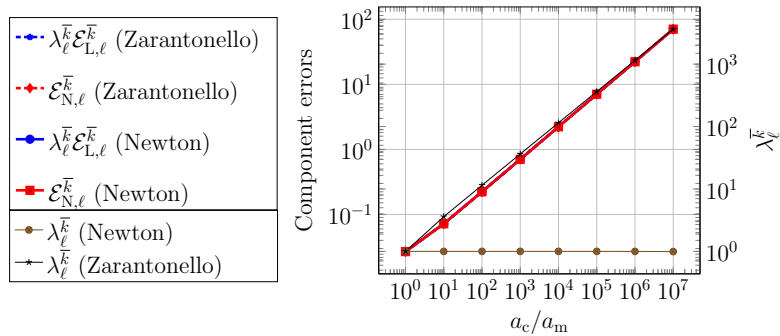 λ_ℓ^k̅ ℰ_{L,ℓ}^k̅ (Zarantonello)
ℰ_{N,ℓ}^k̅ (Zarantonello)
λ_ℓ^k̅ ℰ_{L,ℓ}^k̅ (Newton)
ℰ_{N,ℓ}^k̅ (Newton)
λ_ℓ^k̅ (Newton)
λ_ℓ^k̅ (Zarantonello)
Component errors
10^2
10^1
10^0
10^−1
10^0 10^1 10^2 10^3 10^4 10^5 10^6 10^7
a_c/a_m
10^3
10^2
10^1
10^0
λ_ℓ^k̅